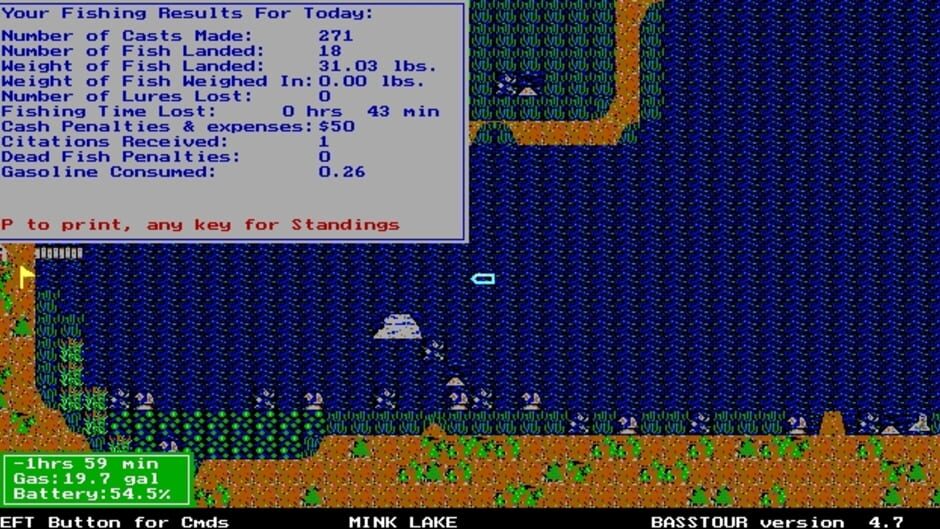 Your Fishing Results For Today:
Number of Casts Made: 271
Number of Fish Landed: 18
Weight of Fish Landed: 31.03 lbs.
Weight of Fish Weighed In: 0.00 lbs.
Number of Lures Lost: 0
Fishing Time Lost: 0 hrs 43 min
Cash Penalties & expenses: $50
Citations Received: 1
Dead Fish Penalties: 0
Gasoline Consumed: 0.26
P to print, any key for Standings
-1hrs 59 min
Gas:19.7 gal
Battery:54.5%
EFT Button for Cmds MINK LAKE BASSTOUR version 4.7